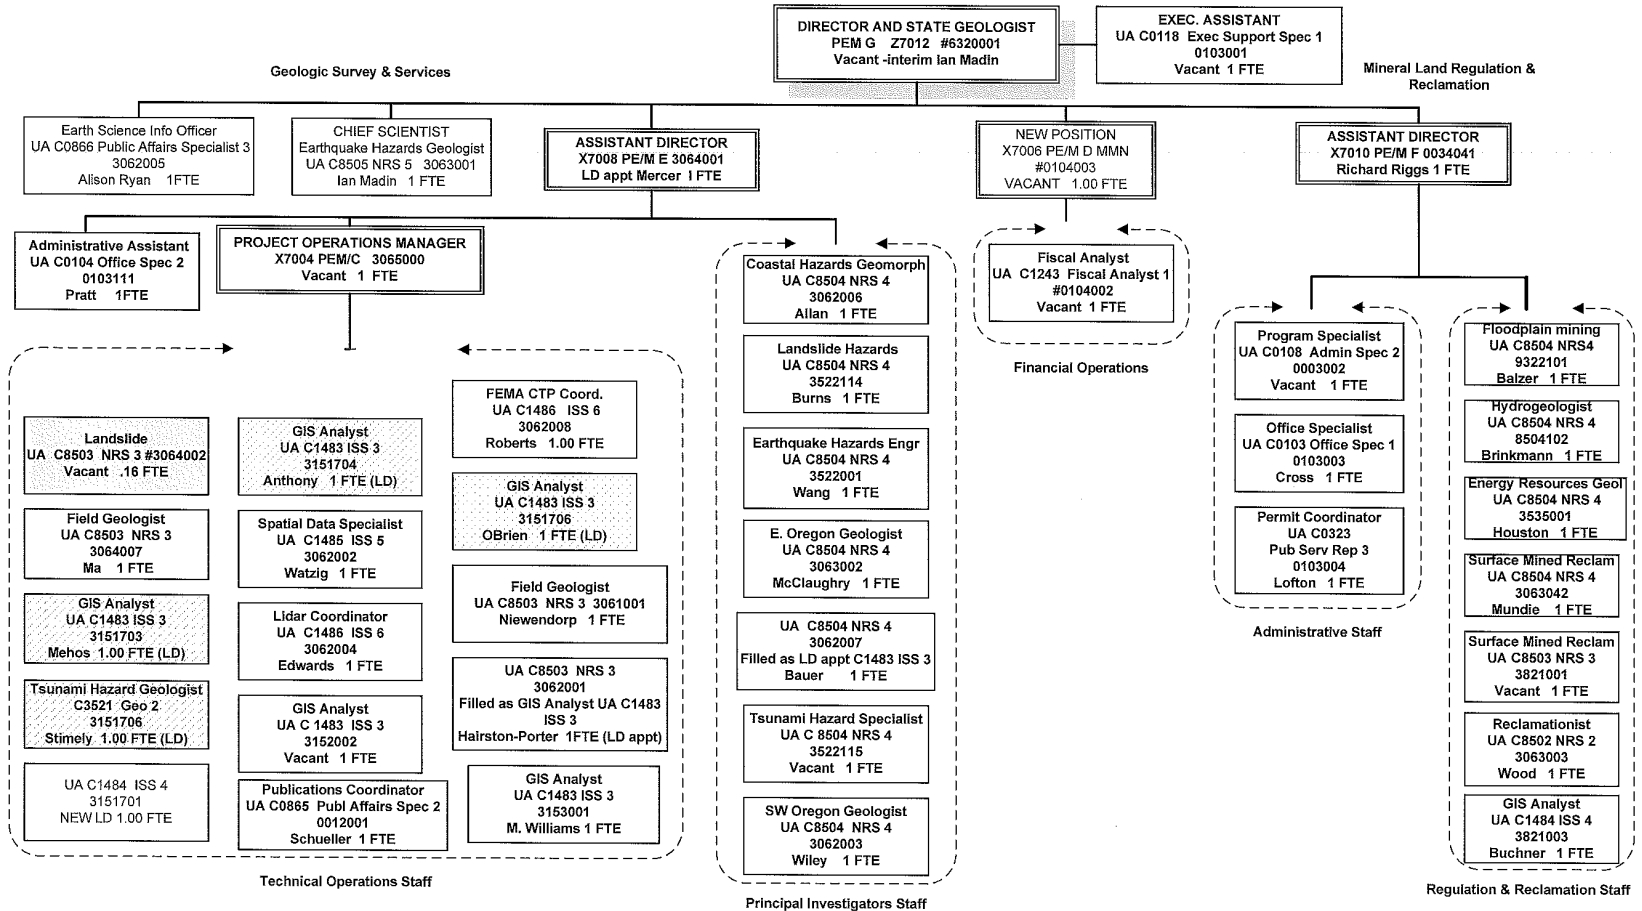 DIRECTOR AND STATE GEOLOGIST
PEM G Z7012 #6320001
Vacant -interim Ian Madin
EXEC. ASSISTANT
UA C0118 Exec Support Spec 1
0103001
Vacant 1 FTE
Geologic Survey & Services
Mineral Land Regulation &
Reclamation
Earth Science Info Officer
UA C0866 Public Affairs Specialist 3
3062005
Alison Ryan 1FTE
CHIEF SCIENTIST
Earthquake Hazards Geologist
UA C8505 NRS 5 3063001
Ian Madin 1 FTE
ASSISTANT DIRECTOR
X7008 PE/M E 3064001
LD appt Mercer I FTE
NEW POSITION
X7006 PE/M D MMN
#0104003
VACANT 1.00 FTE
ASSISTANT DIRECTOR
X7010 PE/M F 0034041
Richard Riggs 1 FTE
Administrative Assistant
UA C0104 Office Spec 2
0103111
Pratt 1FTE
PROJECT OPERATIONS MANAGER
X7004 PEM/C 3065000
Vacant 1 FTE
Landslide
UA C8503 NRS 3 #3064002
Vacant .16 FTE
Field Geologist
UA C8503 NRS 3
3064007
Ma 1 FTE
GIS Analyst
UA C1483 ISS 3
3151703
Mehos 1.00 FTE (LD)
Tsunami Hazard Geologist
C3521 Geo 2
3151706
Stimely 1.00 FTE (LD)
UA C1484 ISS 4
3151701
NEW LD 1.00 FTE
GIS Analyst
UA C1483 ISS 3
3151704
Anthony 1 FTE (LD)
Spatial Data Specialist
UA C1485 ISS 5
3062002
Watzig 1 FTE
Lidar Coordinator
UA C1486 ISS 6
3062004
Edwards 1 FTE
GIS Analyst
UA C 1483 ISS 3
3152002
Vacant 1 FTE
Publications Coordinator
UA C0865 Publ Affairs Spec 2
0012001
Schueller 1 FTE
FEMA CTP Coord.
UA C1486 ISS 6
3062008
Roberts 1.00 FTE
GIS Analyst
UA C1483 ISS 3
3151706
OBrien 1 FTE (LD)
Field Geologist
UA C8503 NRS 3 3061001
Niewendorp 1 FTE
UA C8503 NRS 3
3062001
Filled as GIS Analyst UA C1483
ISS 3
Hairston-Porter 1FTE (LD appt)
GIS Analyst
UA C1483 ISS 3
3153001
M. Williams 1 FTE
Technical Operations Staff
Coastal Hazards Geomorph
UA C8504 NRS 4
3062006
Allan 1 FTE
Landslide Hazards
UA C8504 NRS 4
3522114
Burns 1 FTE
Earthquake Hazards Engr
UA C8504 NRS 4
3522001
Wang 1 FTE
E. Oregon Geologist
UA C8504 NRS 4
3063002
McClaughry 1 FTE
UA C8504 NRS 4
3062007
Filled as LD appt C1483 ISS 3
Bauer 1 FTE
Tsunami Hazard Specialist
UA C 8504 NRS 4
3522115
Vacant 1 FTE
SW Oregon Geologist
UA C8504 NRS 4
3062003
Wiley 1 FTE
Principal Investigators Staff
Fiscal Analyst
UA C1243 Fiscal Analyst 1
#0104002
Vacant 1 FTE
Financial Operations
Program Specialist
UA C0108 Admin Spec 2
0003002
Vacant 1 FTE
Office Specialist
UA C0103 Office Spec 1
0103003
Cross 1 FTE
Permit Coordinator
UA C0323
Pub Serv Rep 3
0103004
Lofton 1 FTE
Administrative Staff
Floodplain mining
UA C8504 NRS4
9322101
Balzer 1 FTE
Hydrogeologist
UA C8504 NRS 4
8504102
Brinkmann 1 FTE
Energy Resources Geol
UA C8504 NRS 4
3535001
Houston 1 FTE
Surface Mined Reclam
UA C8504 NRS 4
3063042
Mundie 1 FTE
Surface Mined Reclam
UA C8503 NRS 3
3821001
Vacant 1 FTE
Reclamationist
UA C8502 NRS 2
3063003
Wood 1 FTE
GIS Analyst
UA C1484 ISS 4
3821003
Buchner 1 FTE
Regulation & Reclamation Staff